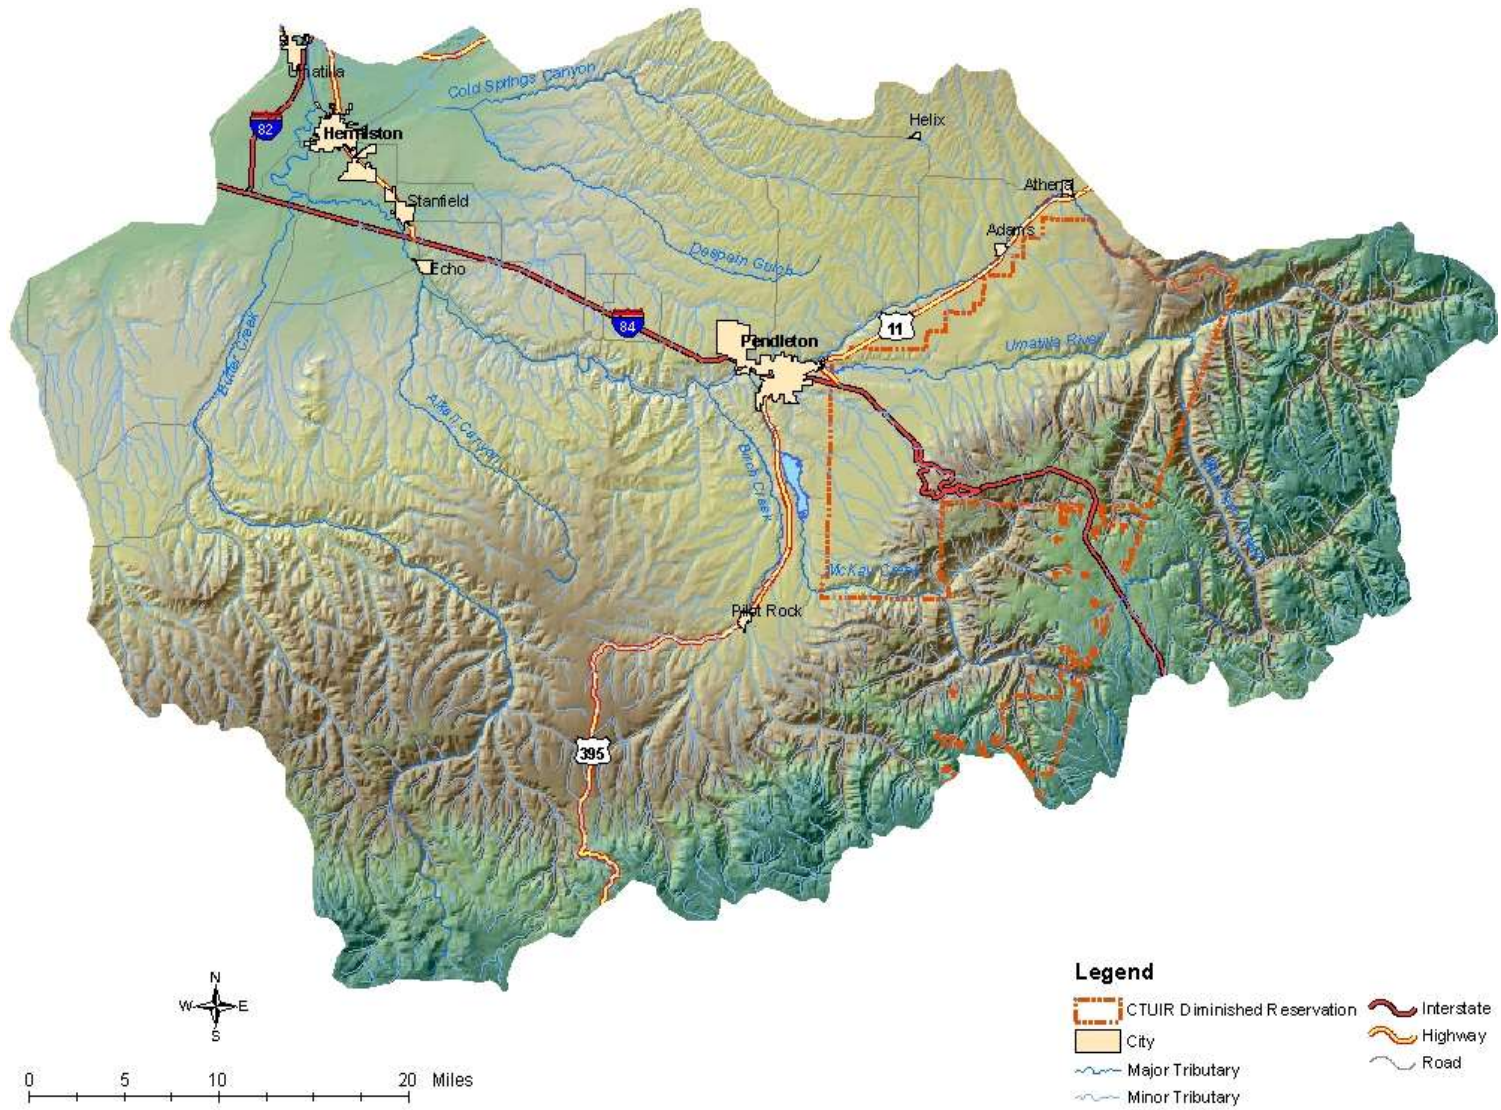 Umatilla
Cold Springs Canyon
Helix
82
Hermiston
Athena
Stanfield
Adams
Despain Gulch
Echo
84
11
Butter Creek
Pendleton
Umatilla River
Alkali Canyon
Birch Creek
McKay Creek
Pilot Rock
395
N
W E
S
Legend
CTUIR Diminished Reservation
Interstate
City
Highway
Major Tributary
Road
Minor Tributary
0 5 10 20 Miles